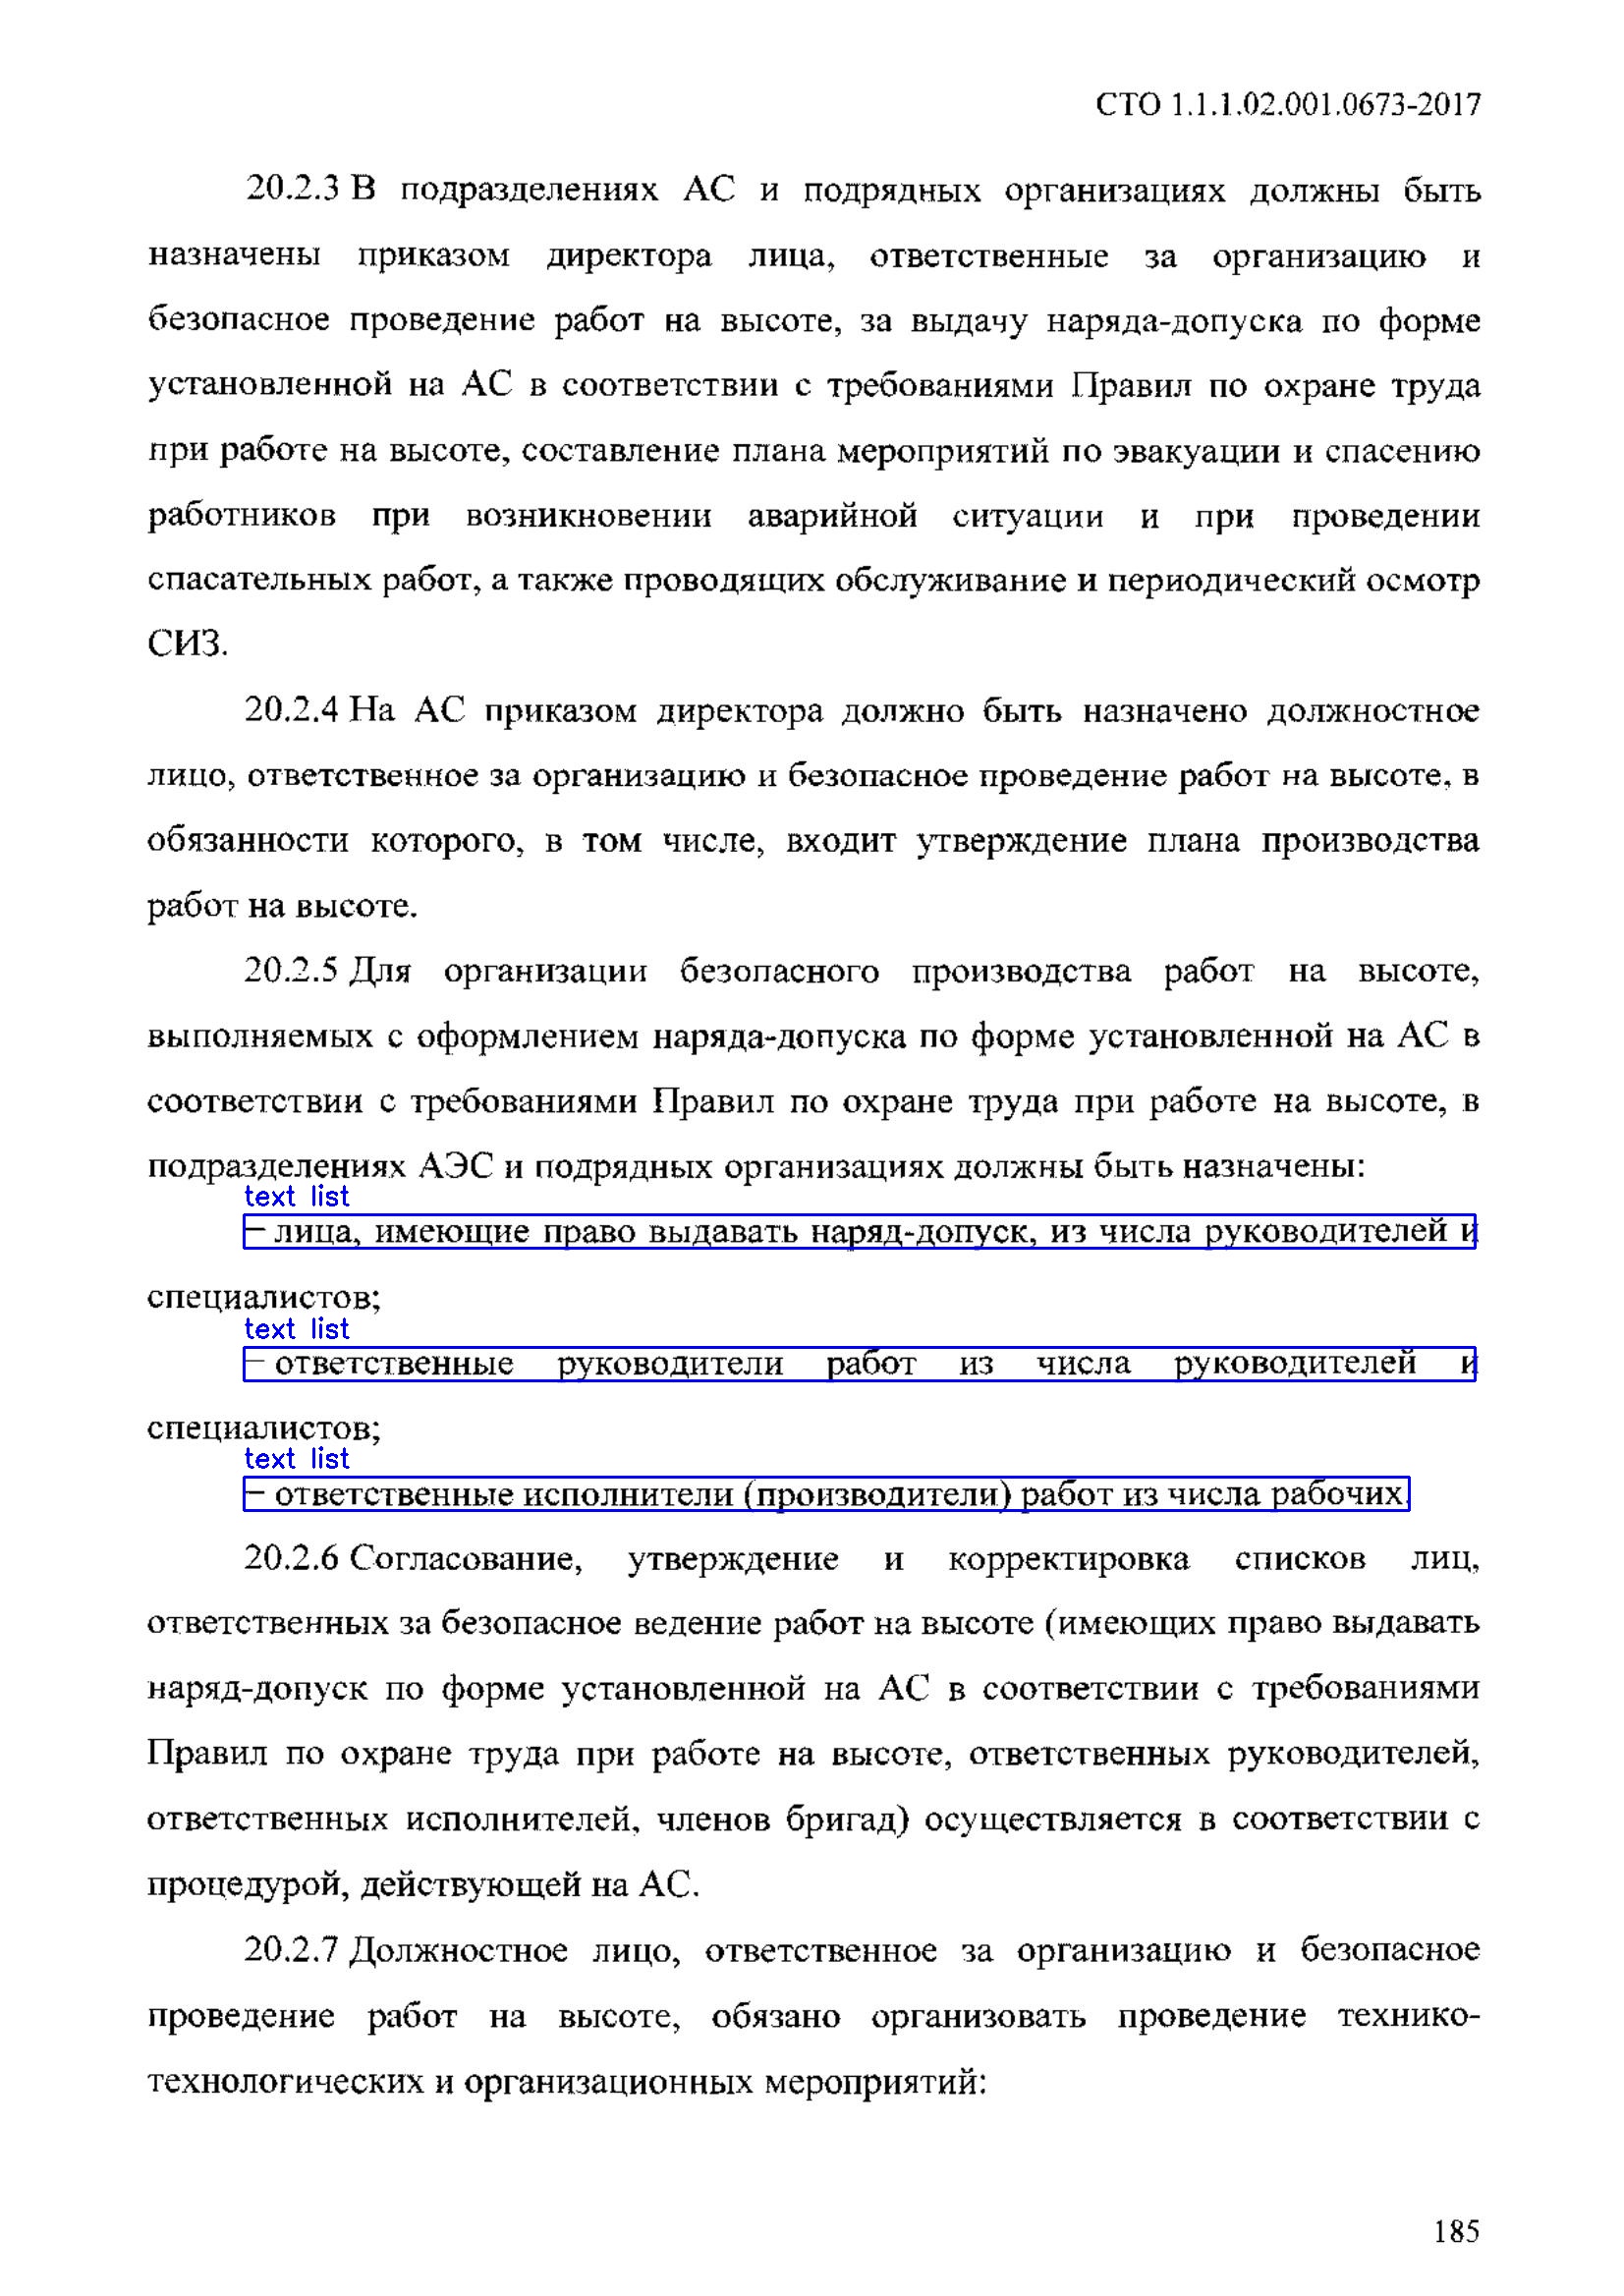 СТО 1.1.1.02.001.0673-2017
20.2.3 В подразделениях АС и подрядных организациях должны быть
назначены приказом директора лица, ответственные за организацию и
безопасное проведение работ на высоте, за выдачу наряда-допуска по форме
установленной на АС в соответствии с требованиями Правил по охране труда
при работе на высоте, составление плана мероприятий по эвакуации и спасению
работников при возникновении аварийной ситуации и при проведении
спасательных работ, а также проводящих обслуживание и периодический осмотр
СИЗ.
20.2.4 На АС приказом директора должно быть назначено должностное
лицо, ответственное за организацию и безопасное проведение работ на высоте, в
обязанности которого, в том числе, входит утверждение плана производства
работ на высоте.
20.2.5 Для организации безопасного производства работ на высоте,
выполняемых с оформлением наряда-допуска по форме установленной на АС в
соответствии с требованиями Правил по охране труда при работе на высоте, в
подразделениях АЭС и подрядных организациях должны быть назначены:
text list
– лица, имеющие право выдавать наряд-допуск, из числа руководителей и
специалистов;
text list
– ответственные руководители работ из числа руководителей и
специалистов;
text list
– ответственные исполнители (производители) работ из числа рабочих.
20.2.6 Согласование, утверждение и корректировка списков лиц,
ответственных за безопасное ведение работ на высоте (имеющих право выдавать
наряд-допуск по форме установленной на АС в соответствии с требованиями
Правил по охране труда при работе на высоте, ответственных руководителей,
ответственных исполнителей, членов бригад) осуществляется в соответствии с
процедурой, действующей на АС.
20.2.7 Должностное лицо, ответственное за организацию и безопасное
проведение работ на высоте, обязано организовать проведение технико-
технологических и организационных мероприятий:
185